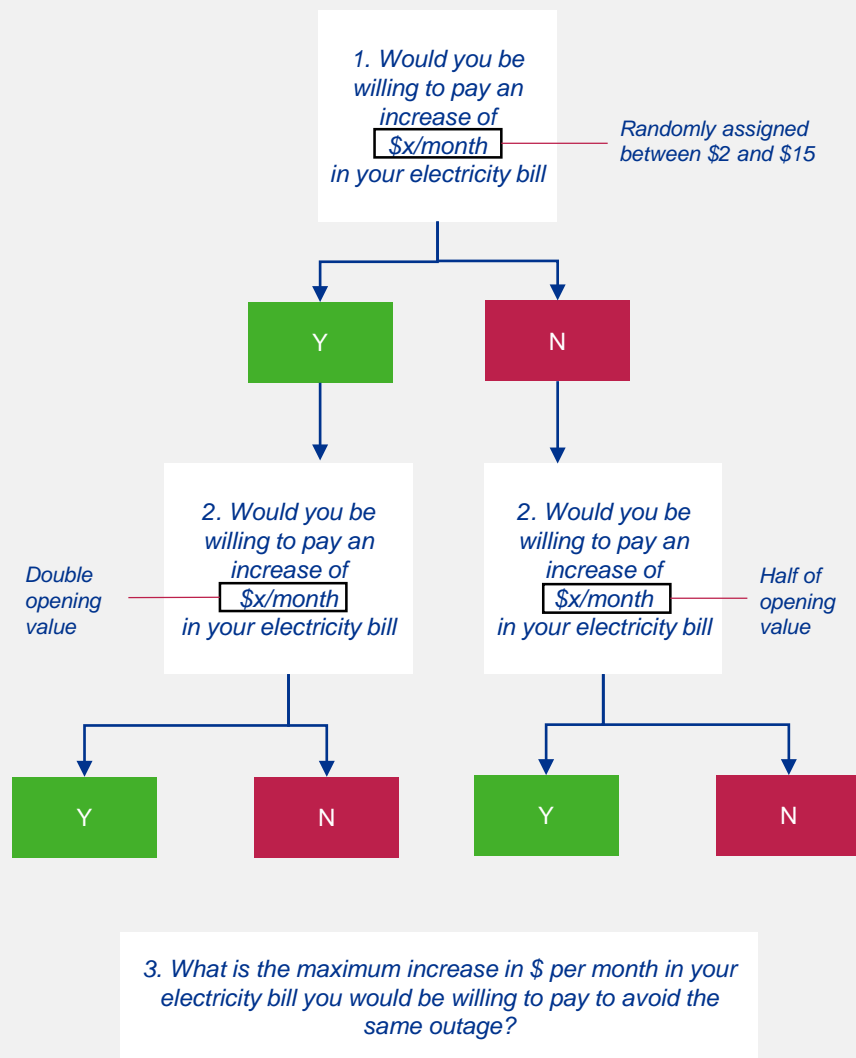 1. Would you be
willing to pay an
increase of
$x/month
in your electricity bill
Randomly assigned
between $2 and $15
Y
N
2. Would you be
willing to pay an
increase of
$x/month
in your electricity bill
Double
opening
value
2. Would you be
willing to pay an
increase of
$x/month
in your electricity bill
Half of
opening
value
Y
N
Y
N
3. What is the maximum increase in $ per month in your
electricity bill you would be willing to pay to avoid the
same outage?